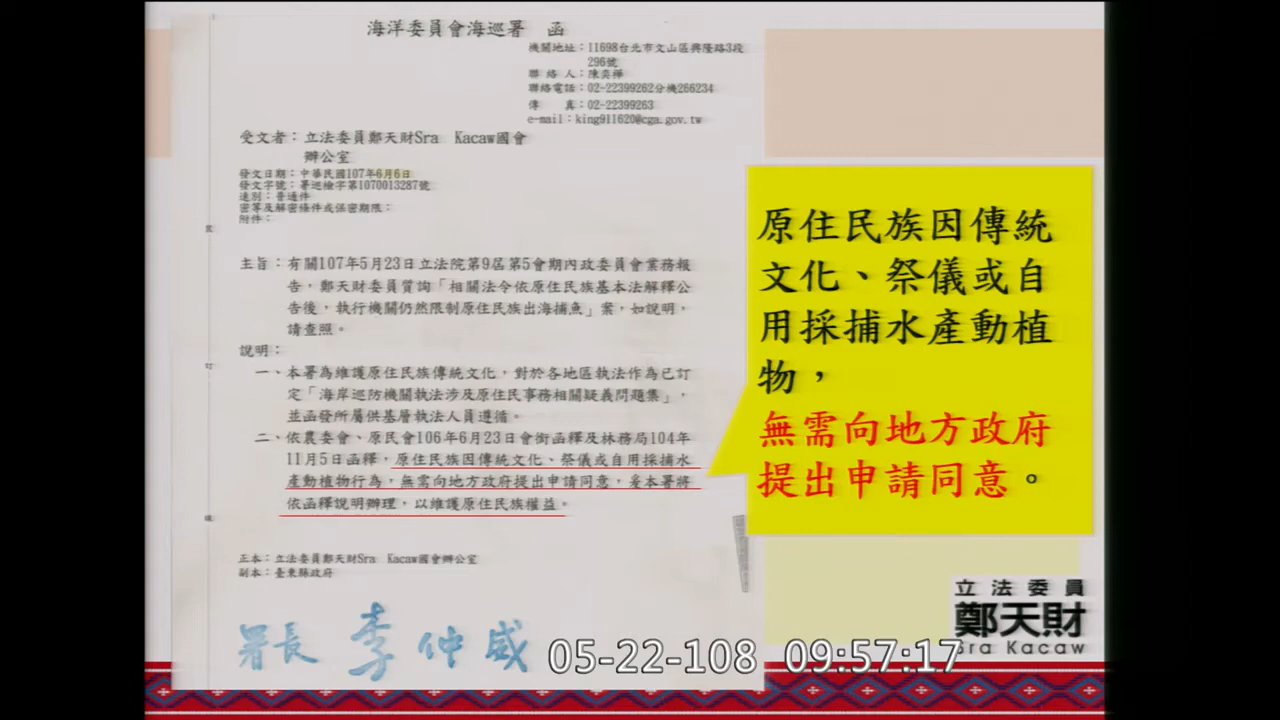 海洋委員會海巡署 函
機關地址：11698台北市文山區興隆路3段
296號
聯 絡 人：陳奕樺
聯絡電話：02-22399262分機266234
傳 真：02-22399263
e-mail：king911620@cga.gov.tw
受文者：立法委員鄭天財Sra Kacaw國會
辦公室
發文日期：中華民國107年6月6日
發文字號：署巡檢字第1070013287號
速別：普通件
密等及解密條件或保密期限：
附件：
主旨：有關107年5月23日立法院第9屆第5會期內政委員會業務報
告，鄭天財委員質詢「相關法令依原住民族基本法解釋公
告後，執行機關仍然限制原住民族出海捕魚」案，如說明，
請查照。
說明：
一、本署為維護原住民族傳統文化，對於各地區執法作為已訂
定「海岸巡防機關執法涉及原住民事務相關疑義問題集」，
並函發所屬供基層執法人員遵循。
二、依農委會、原民會106年6月23日會銜函釋及林務局104年
11月5日函釋，原住民族因傳統文化、祭儀或自用採捕水
產動植物行為，無需向地方政府提出申請同意，爰本署將
依函釋說明辦理，以維護原住民族權益。
正本：立法委員鄭天財Sra Kacaw國會辦公室
副本：臺東縣政府
署長 李仲威
原住民族因傳統
文化、祭儀或自
用採捕水產動植
物，
無需向地方政府
提出申請同意。
立法委員
鄭天財
Sra Kacaw
05-22-108 09:57:17